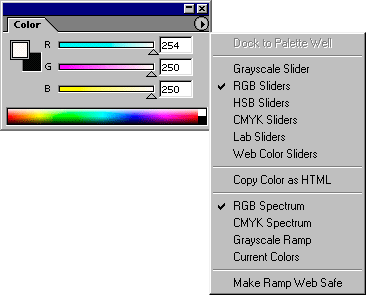 Color
R 254
G 250
B 250
Dock to Palette Well
Grayscale Slider
RGB Sliders
HSB Sliders
CMYK Sliders
Lab Sliders
Web Color Sliders
Copy Color as HTML
RGB Spectrum
CMYK Spectrum
Grayscale Ramp
Current Colors
Make Ramp Web Safe